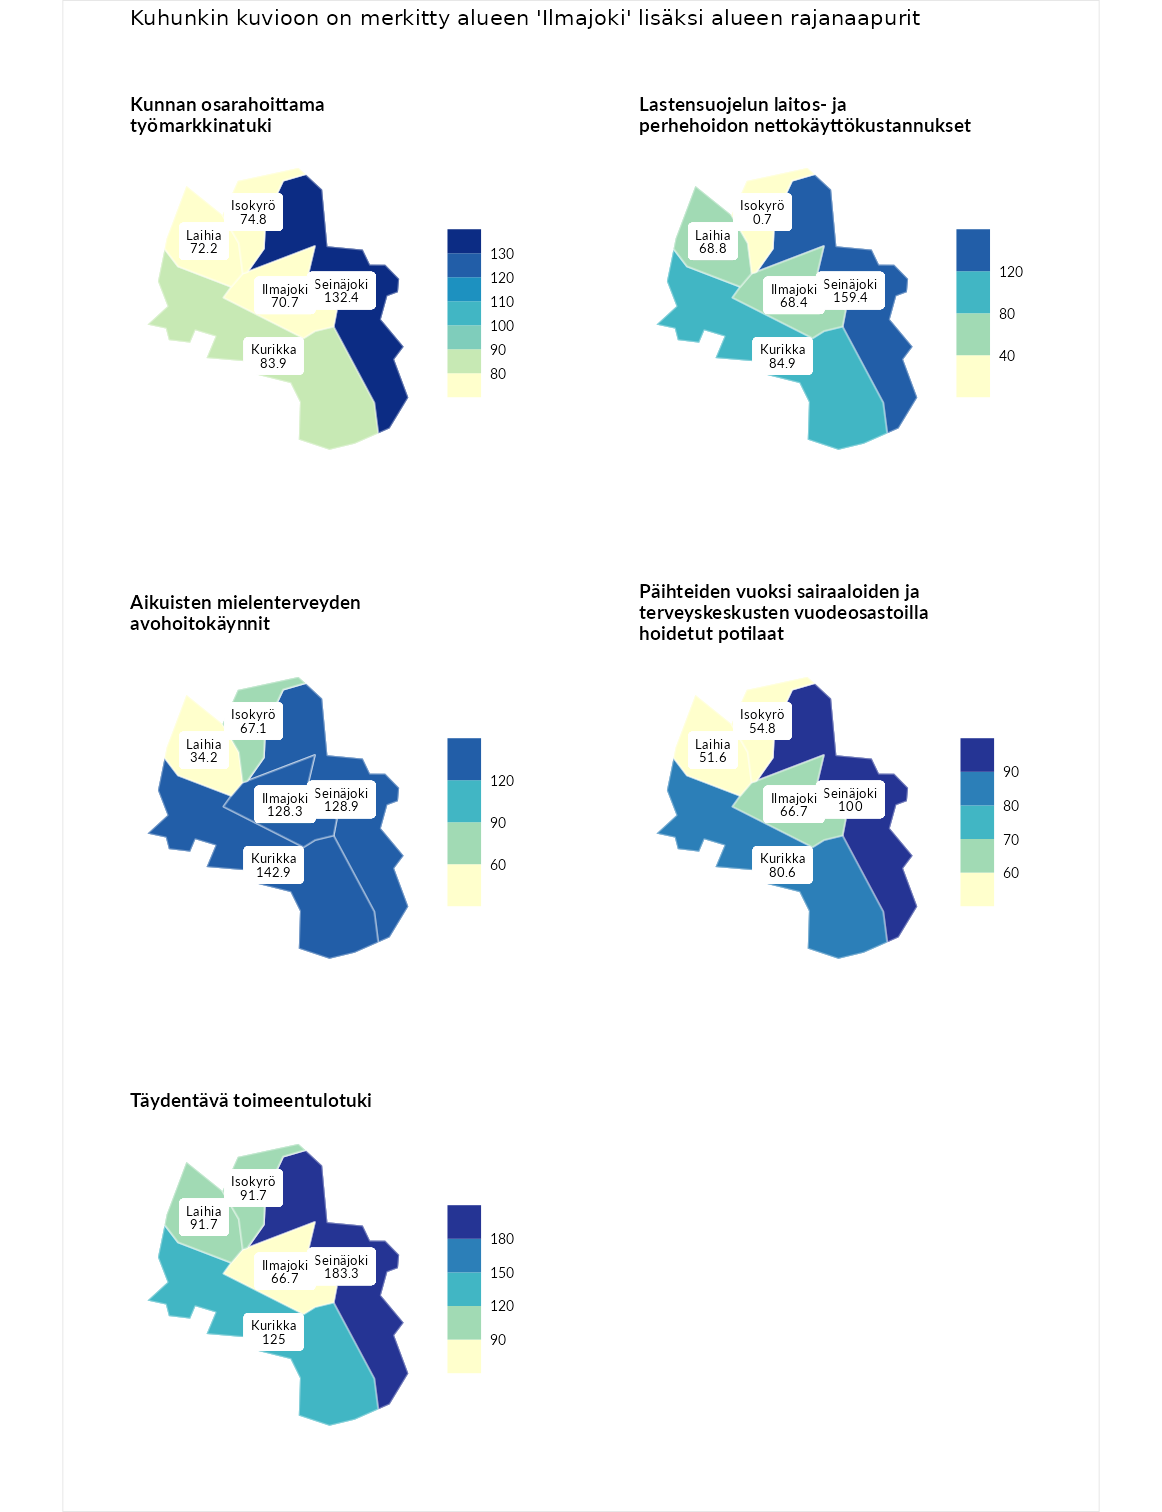 Kuhunkin kuvioon on merkitty alueen 'Ilmajoki' lisäksi alueen rajanaapurit
Kunnan osarahoittama
työmarkkinatuki
Isokyrö
74.8
Laihia
72.2
Ilmajoki
70.7
Seinäjoki
132.4
Kurikka
83.9
130
120
110
100
90
80
Lastensuojelun laitos- ja
perhehoidon nettokäyttökustannukset
Isokyrö
0.7
Laihia
68.8
Ilmajoki
68.4
Seinäjoki
159.4
Kurikka
84.9
120
80
40
Aikuisten mielenterveyden
avohoitokäynnit
Isokyrö
67.1
Laihia
34.2
Ilmajoki
128.3
Seinäjoki
128.9
Kurikka
142.9
120
90
60
Päihteiden vuoksi sairaaloiden ja
terveyskeskusten vuodeosastoilla
hoidetut potilaat
Isokyrö
54.8
Laihia
51.6
Ilmajoki
66.7
Seinäjoki
100
Kurikka
80.6
90
80
70
60
Täydentävä toimeentulotuki
Isokyrö
91.7
Laihia
91.7
Ilmajoki
66.7
Seinäjoki
183.3
Kurikka
125
180
150
120
90